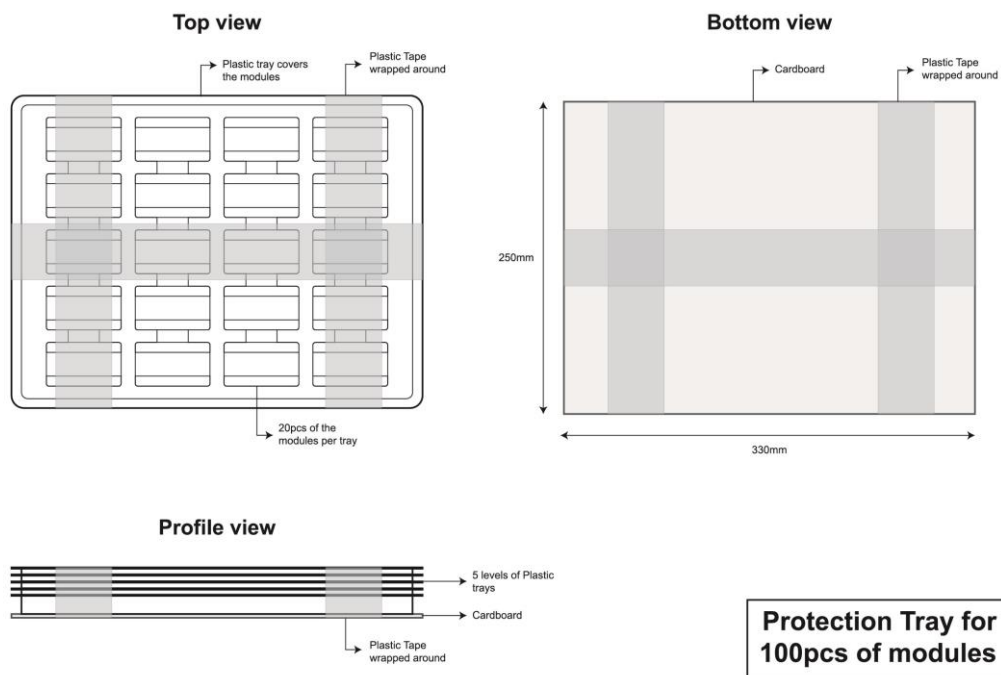 Top view
Bottom view
Plastic tray covers
the modules
Plastic Tape
wrapped around
Cardboard
Plastic Tape
wrapped around
250mm
20pcs of the
modules per tray
330mm
Profile view
5 levels of Plastic
trays
Cardboard
Plastic Tape
wrapped around
Protection Tray for
100pcs of modules